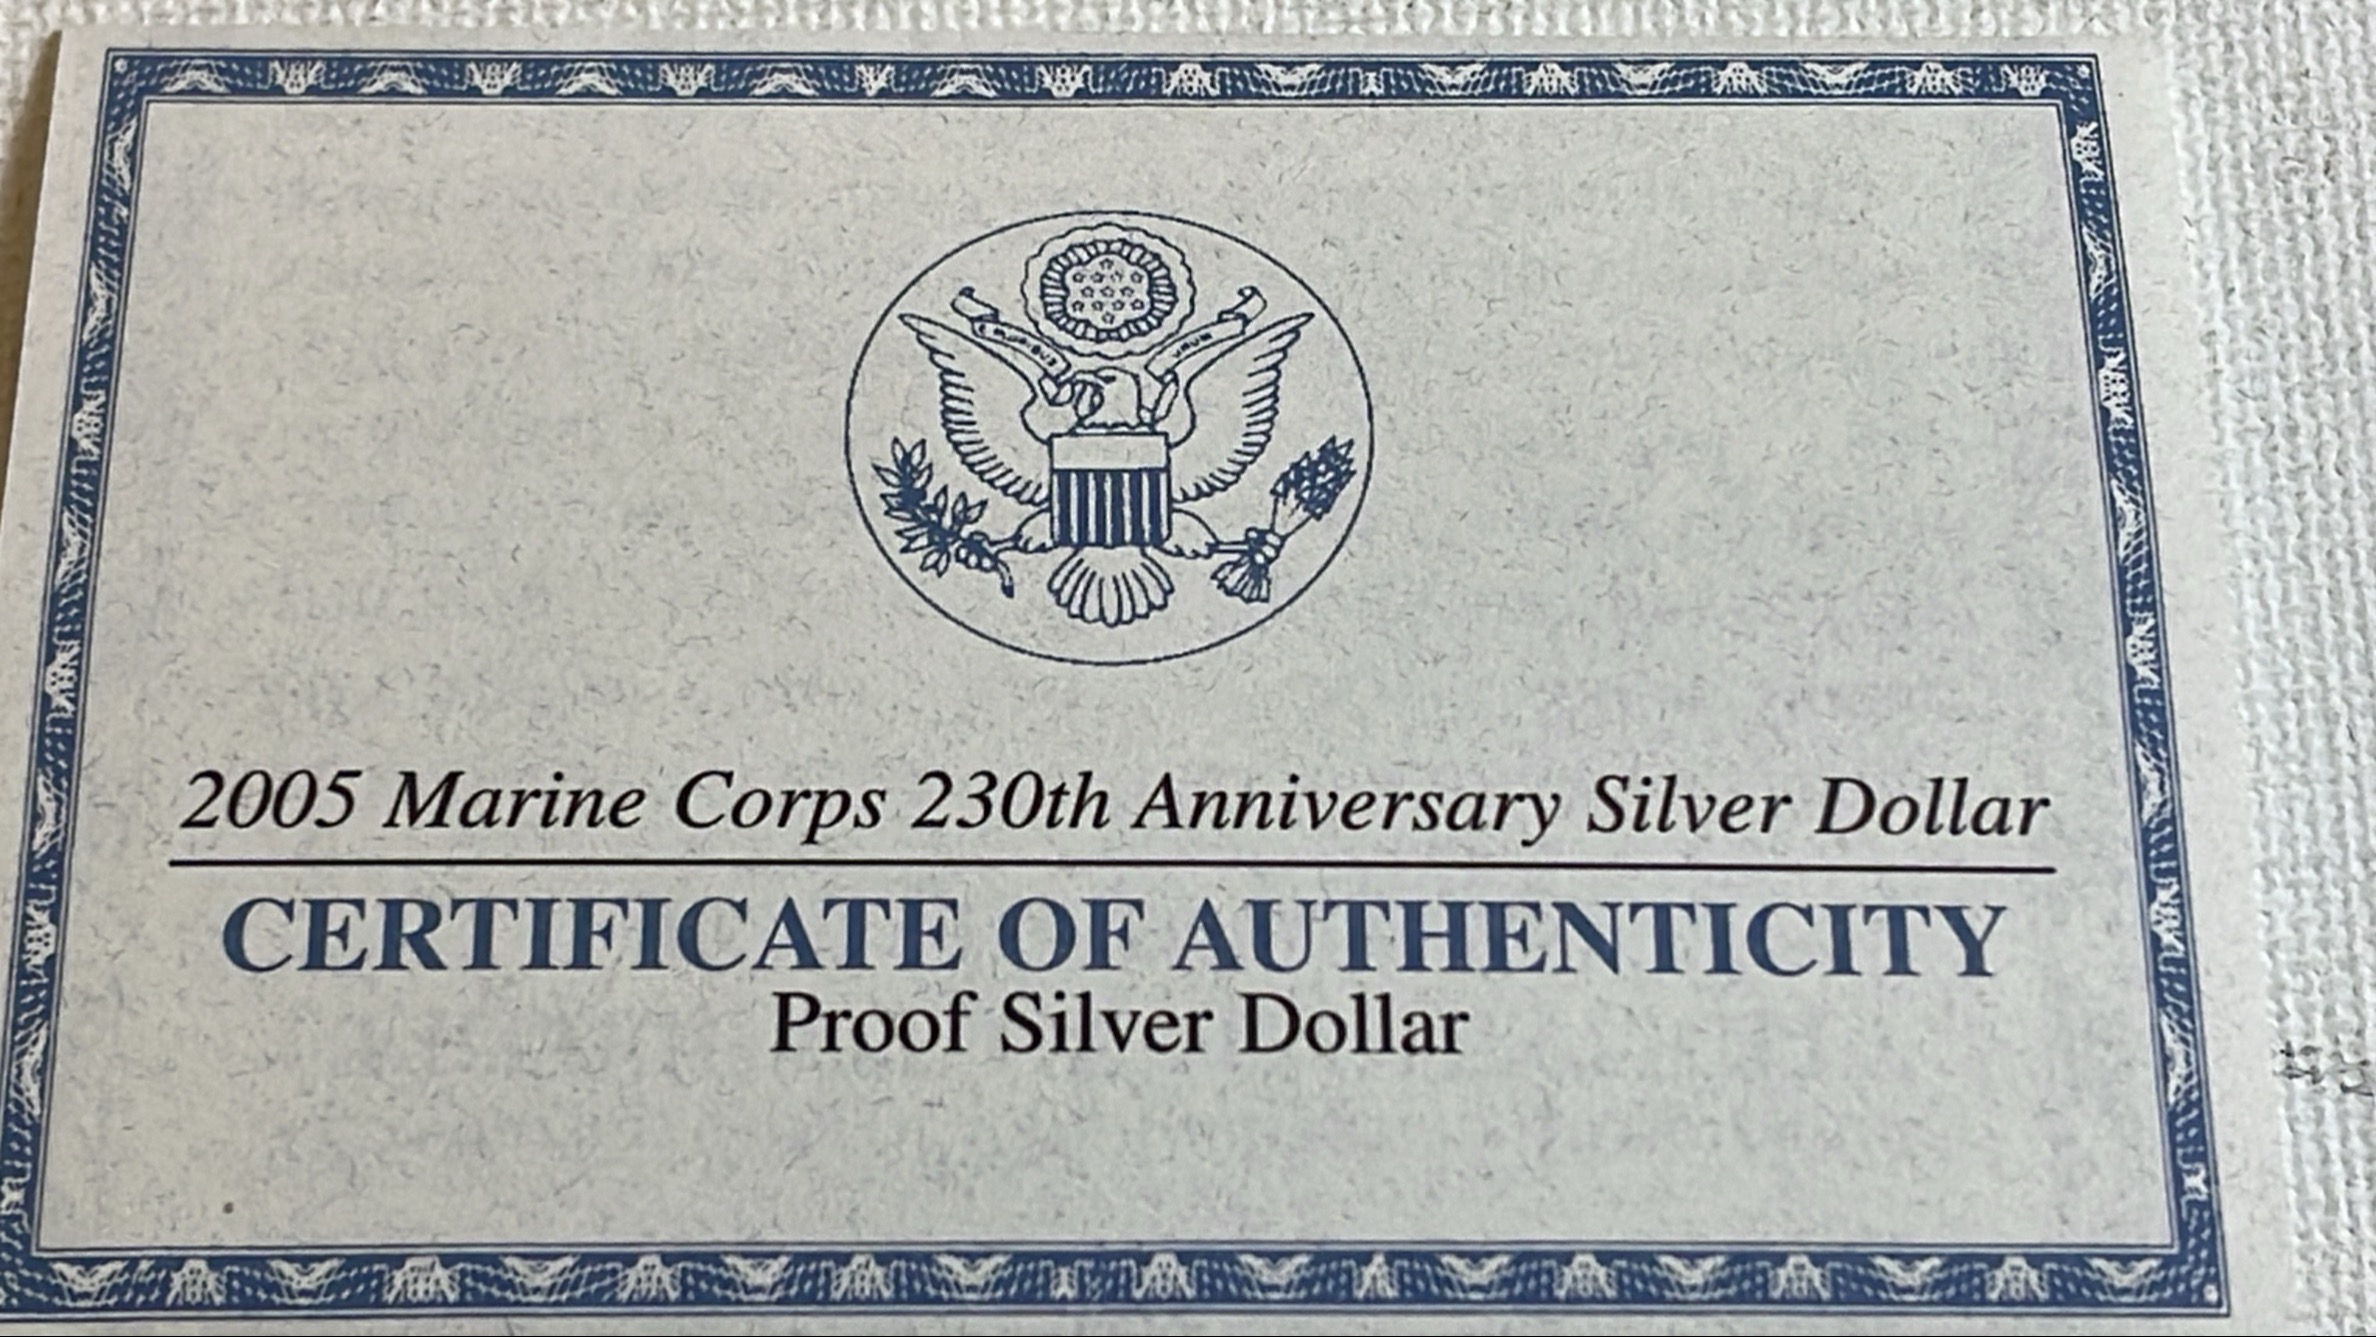 2005 Marine Corps 230th Anniversary Silver Dollar
CERTIFICATE OF AUTHENTICITY
Proof Silver Dollar